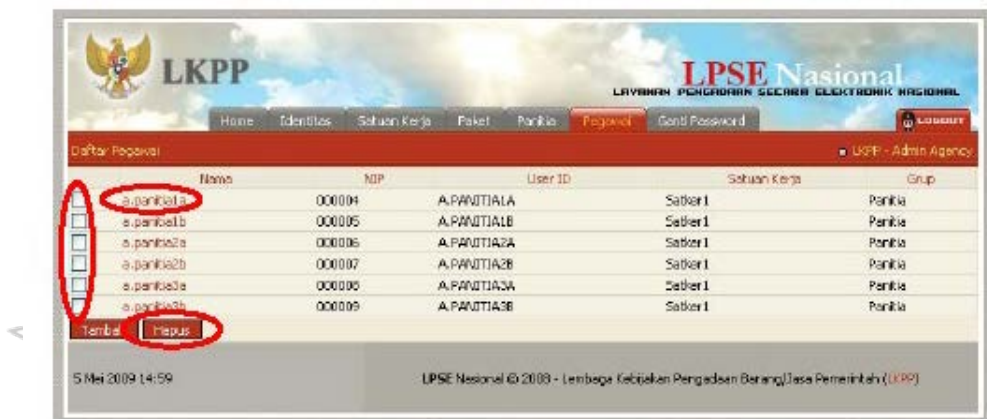 LKPP
LPSE Nasional
LAYANAN PENGADAAN SECARA ELEKTRONIK NASIONAL
Home Identitas Satuan Kerja Paket Panitia Pegawai Ganti Password LOGOUT
Daftar Pegawai LKPP - Admin Agency
Nama NIP User ID Satuan Kerja Grup
a.panitia1a 000004 A.PANITIA1A Satker1 Panitia
a.panitia1b 000005 A.PANITIA1B Satker1 Panitia
a.panitia2a 000006 A.PANITIA2A Satker1 Panitia
a.panitia2b 000007 A.PANITIA2B Satker1 Panitia
a.panitia3a 000008 A.PANITIA3A Satker1 Panitia
a.panitia3b 000009 A.PANITIA3B Satker1 Panitia
Tambah Hapus
5 Mei 2009 14:59 LPSE Nasional © 2008 - Lembaga Kebijakan Pengadaan Barang/Jasa Pemerintah (LKPP)